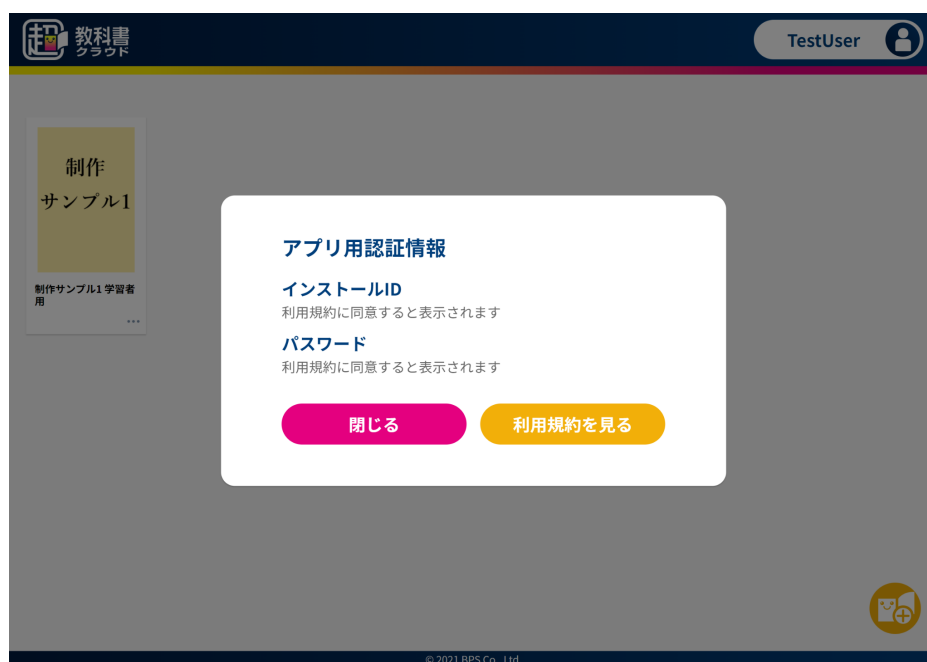 超
教科書
クラウド
TestUser
制作
サンプル1
制作サンプル1 学習者
用
...
アプリ用認証情報
インストールID
利用規約に同意すると表示されます
パスワード
利用規約に同意すると表示されます
閉じる
利用規約を見る
© 2021 BPS Co., Ltd.